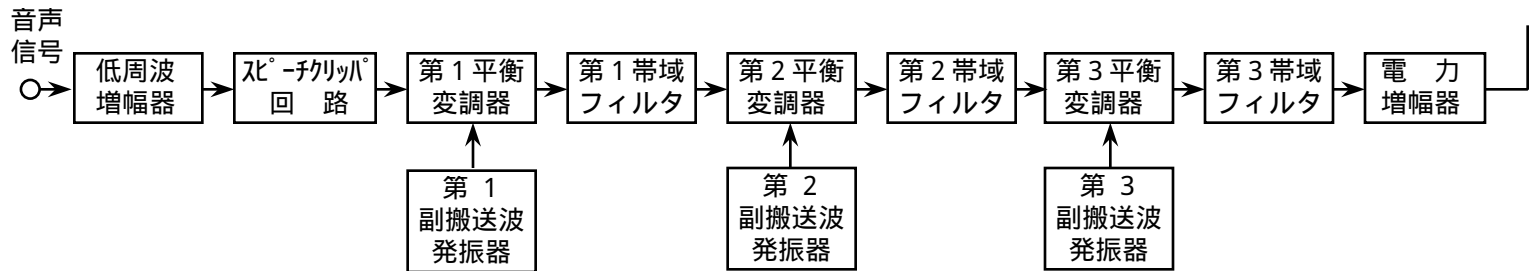 音声
信号
低周波
増幅器
ｽﾋﾟｰﾁｸﾘｯﾊﾟ
回　路
第１平衡
変調器
第１帯域
フィルタ
第２平衡
変調器
第２帯域
フィルタ
第３平衡
変調器
第３帯域
フィルタ
電　力
増幅器
第 1
副搬送波
発振器
第 2
副搬送波
発振器
第 3
副搬送波
発振器